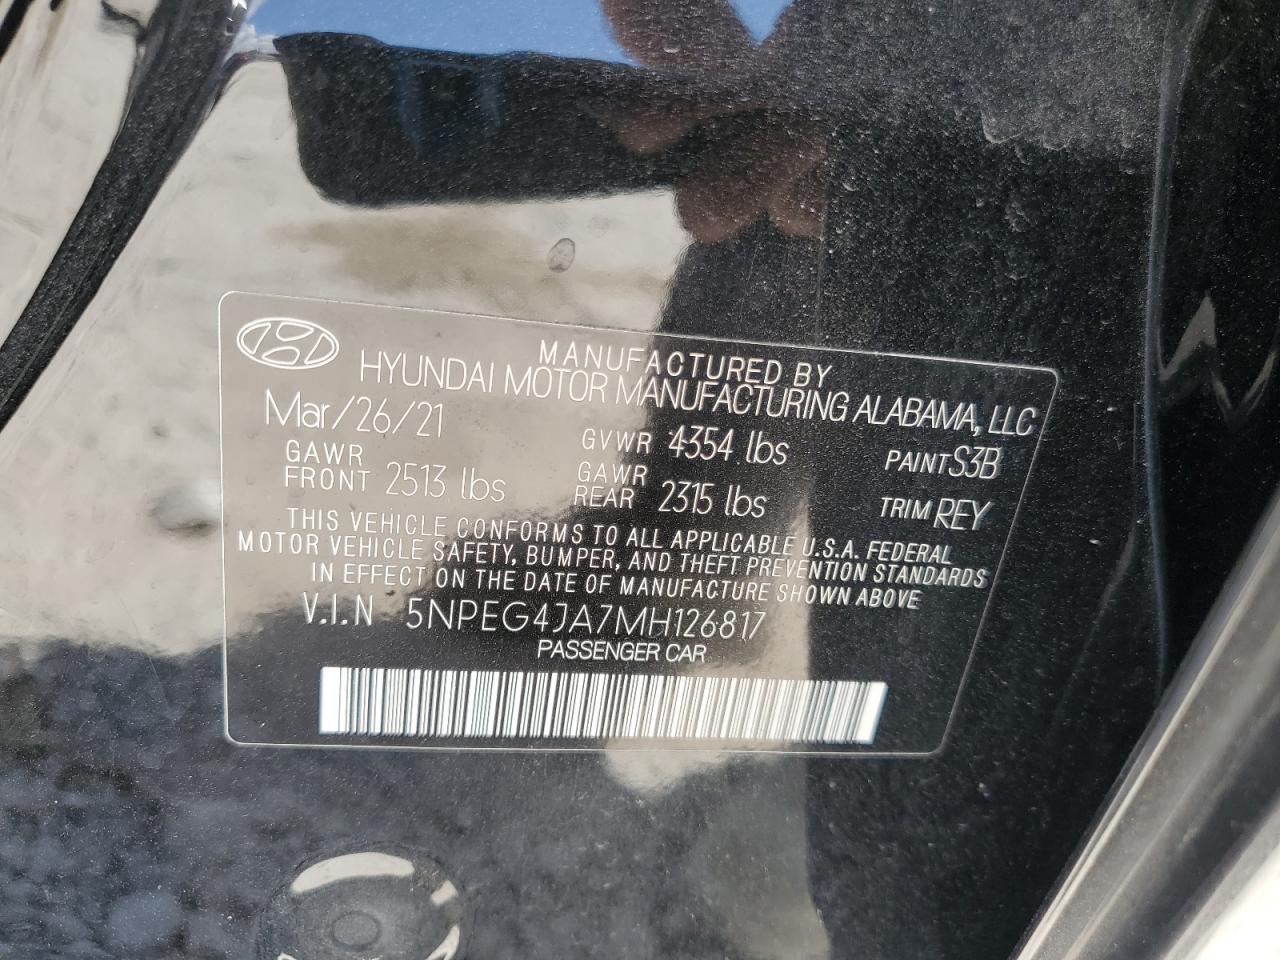 MANUFACTURED BY
HYUNDAI MOTOR MANUFACTURING ALABAMA, LLC
Mar/26/21 GVWR 4354 lbs PAINT S3B
GAWR FRONT 2513 lbs GAWR REAR 2315 lbs TRIM REY
THIS VEHICLE CONFORMS TO ALL APPLICABLE U.S.A. FEDERAL
MOTOR VEHICLE SAFETY, BUMPER, AND THEFT PREVENTION STANDARDS
IN EFFECT ON THE DATE OF MANUFACTURE SHOWN ABOVE
V.I.N 5NPEG4JA7MH126817
PASSENGER CAR